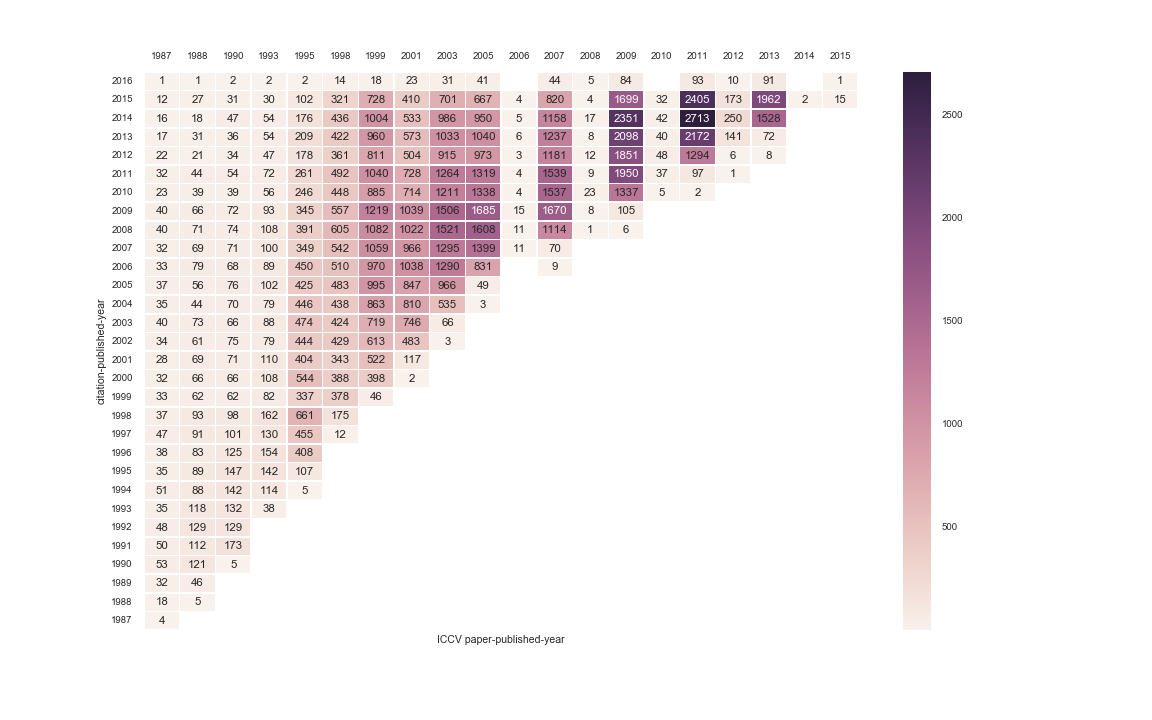 1987 1988 1990 1993 1995 1998 1999 2001 2003 2005 2006 2007 2008 2009 2010 2011 2012 2013 2014 2015
2016 1 1 2 2 2 14 18 23 31 41 44 5 84 93 10 91 1
2015 12 27 31 30 102 321 728 410 701 667 4 820 4 1699 32 2405 173 1962 2 15
2014 16 18 47 54 176 436 1004 533 986 950 5 1158 17 2351 42 2713 250 1528
2013 17 31 36 54 209 422 960 573 1033 1040 6 1237 8 2098 40 2172 141 72
2012 22 21 34 47 178 361 811 504 915 973 3 1181 12 1851 48 1294 6 8
2011 32 44 54 72 261 492 1040 728 1264 1319 4 1539 9 1950 37 97 1
2010 23 39 39 56 246 448 885 714 1211 1338 4 1537 23 1337 5 2
2009 40 66 72 93 345 557 1219 1039 1506 1685 15 1670 8 105
2008 40 71 74 108 391 605 1082 1022 1521 1608 11 1114 1 6
2007 32 69 71 100 349 542 1059 966 1295 1399 11 70
2006 33 79 68 89 450 510 970 1038 1290 831 9
2005 37 56 76 102 425 483 995 847 966 49
2004 35 44 70 79 446 438 863 810 535 3
2003 40 73 66 88 474 424 719 746 66
2002 34 61 75 79 444 429 613 483 3
2001 28 69 71 110 404 343 522 117
2000 32 66 66 108 544 388 398 2
1999 33 62 62 82 337 378 46
1998 37 93 98 162 661 175
1997 47 91 101 130 455 12
1996 38 83 125 154 408
1995 35 89 147 142 107
1994 51 88 142 114 5
1993 35 118 132 38
1992 48 129 129
1991 50 112 173
1990 53 121 5
1989 32 46
1988 18 5
1987 4
citation-published-year
ICCV paper-published-year
2500
2000
1500
1000
500